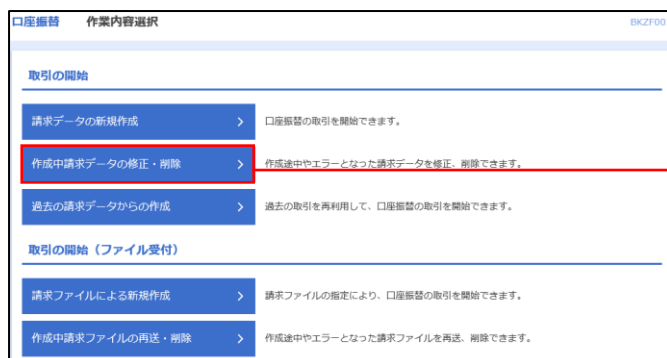 口座振替 作業内容選択 BKZF00
取引の開始
請求データの新規作成 口座振替の取引を開始できます。
作成中請求データの修正・削除 作成途中やエラーとなった請求データを修正、削除できます。
過去の請求データからの作成 過去の取引を再利用して、口座振替の取引を開始できます。
取引の開始（ファイル受付）
請求ファイルによる新規作成 請求ファイルの指定により、口座振替の取引を開始できます。
作成中請求ファイルの再送・削除 作成途中やエラーとなった請求ファイルを再送、削除できます。